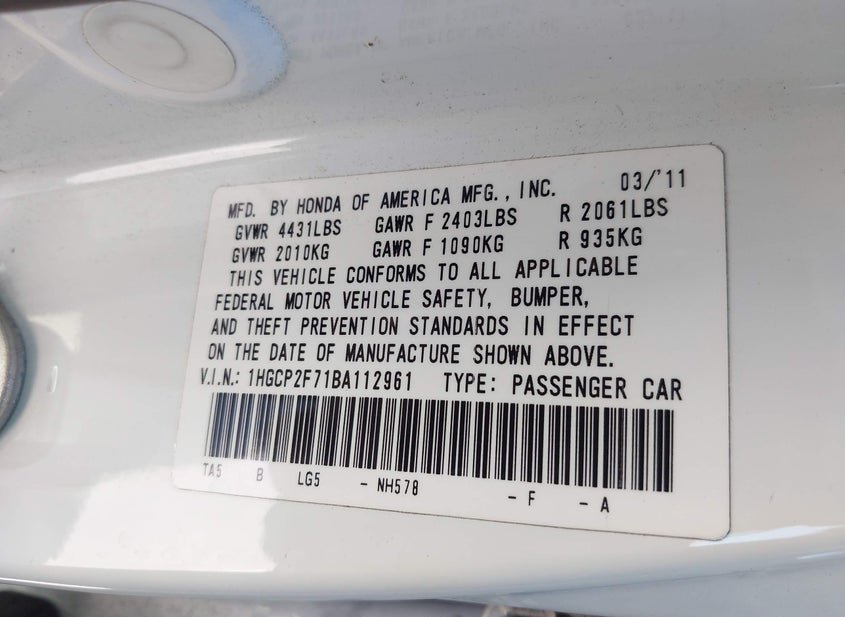 MFD. BY HONDA OF AMERICA MFG., INC. 03/'11
GVWR 4431LBS GAWR F 2403LBS R 2061LBS
GVWR 2010KG GAWR F 1090KG R 935KG
THIS VEHICLE CONFORMS TO ALL APPLICABLE
FEDERAL MOTOR VEHICLE SAFETY, BUMPER,
AND THEFT PREVENTION STANDARDS IN EFFECT
ON THE DATE OF MANUFACTURE SHOWN ABOVE.
V.I.N.: 1HGCP2F71BA112961 TYPE: PASSENGER CAR
TA5 B LG5 - NH578 - F - A